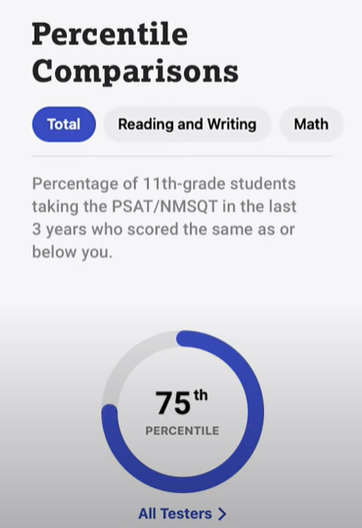 Percentile
Comparisons
Total Reading and Writing Math
Percentage of 11th-grade students
taking the PSAT/NMSQT in the last
3 years who scored the same as or
below you.
75th
PERCENTILE
All Testers >